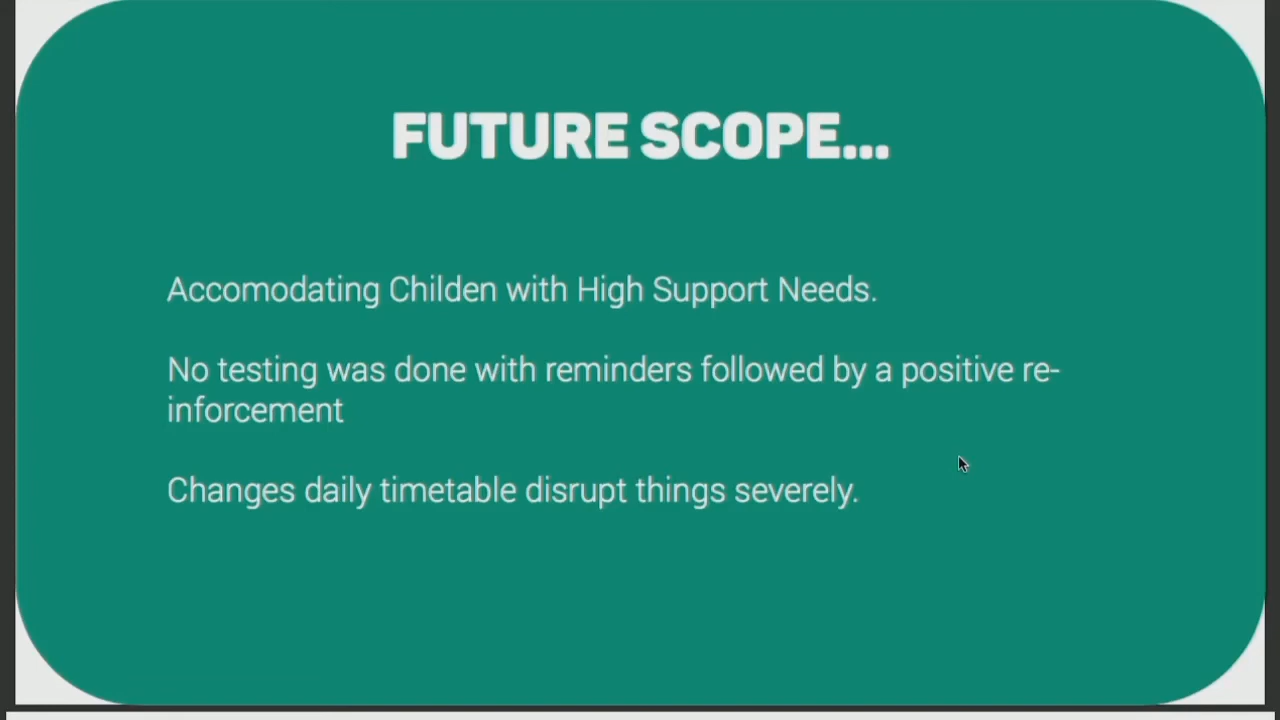 FUTURE SCOPE...
Accomodating Childen with High Support Needs.
No testing was done with reminders followed by a positive re-
inforcement
Changes daily timetable disrupt things severely.